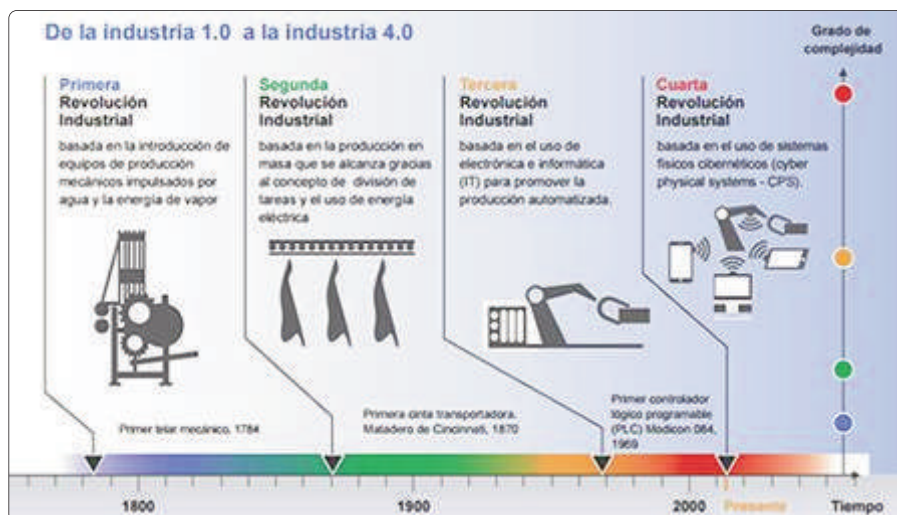 De la industria 1.0 a la industria 4.0
Grado de
complejidad
Primera
Revolución
Industrial
basada en la introducción de
equipos de producción
mecánicos impulsados por
agua y la energía de vapor
Segunda
Revolución
Industrial
basada en la producción en
masa que se alcanza gracias
al concepto de división de
tareas y el uso de energía
eléctrica
Tercera
Revolución
Industrial
basada en el uso de
electrónica e informática
(IT) para promover la
producción automatizada.
Cuarta
Revolución
Industrial
basada en el uso de sistemas
físicos cibernéticos (cyber
physical systems - CPS).
Primer telar mecánico, 1784
Primera cinta transportadora.
Matadero de Cincinnati, 1870
Primer controlador
lógico programable
(PLC) Modicon 084,
1969
1800
1900
2000
Presente
Tiempo